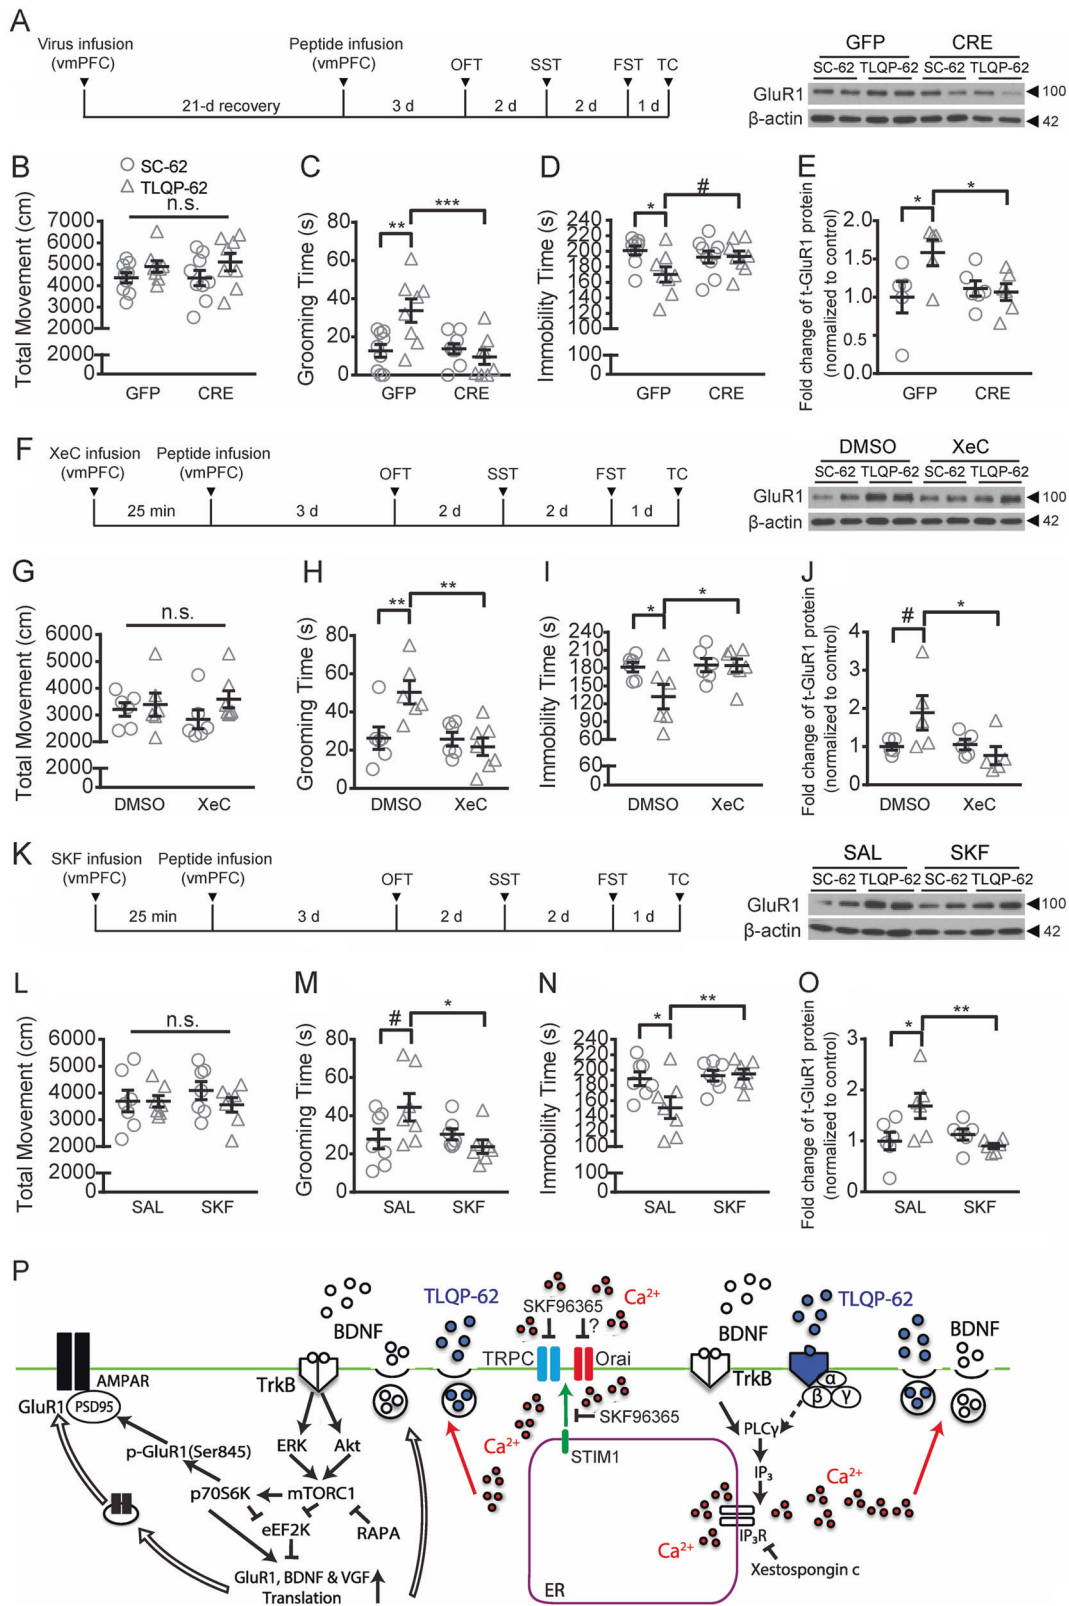 A
Virus infusion
(vmPFC)
Peptide infusion
(vmPFC)
OFT
SST
FST
TC
21-d recovery
3 d
2 d
2 d
1 d
GFP
CRE
SC-62
TLQP-62
SC-62
TLQP-62
GluR1
100
β-actin
42
B
SC-62
TLQP-62
n.s.
Total Movement (cm)
7000
6000
5000
4000
3000
2000
2000
0
GFP
CRE
C
Grooming Time (s)
80
60
40
20
0
**
***
GFP
CRE
D
Immobility Time (s)
240
220
200
180
160
140
120
100
100
0
*
#
GFP
CRE
E
Fold change of t-GluR1 protein
(normalized to control)
2.0
1.5
1.0
0.5
0.0
*
*
GFP
CRE
F
XeC infusion
(vmPFC)
Peptide infusion
(vmPFC)
OFT
SST
FST
TC
25 min
3 d
2 d
2 d
1 d
DMSO
XeC
SC-62
TLQP-62
SC-62
TLQP-62
GluR1
100
β-actin
42
G
n.s.
Total Movement (cm)
6000
5000
4000
3000
2000
2000
0
DMSO
XeC
H
Grooming Time (s)
80
60
40
20
0
**
**
DMSO
XeC
I
Immobility Time (s)
240
210
180
150
120
90
60
60
0
*
*
DMSO
XeC
J
Fold change of t-GluR1 protein
(normalized to control)
4
3
2
1
0
#
*
DMSO
XeC
K
SKF infusion
(vmPFC)
Peptide infusion
(vmPFC)
OFT
SST
FST
TC
25 min
3 d
2 d
2 d
1 d
SAL
SKF
SC-62
TLQP-62
SC-62
TLQP-62
GluR1
100
β-actin
42
L
n.s.
Total Movement (cm)
6000
5000
4000
3000
2000
2000
0
SAL
SKF
M
Grooming Time (s)
80
60
40
20
0
#
*
SAL
SKF
N
Immobility Time (s)
240
220
200
180
160
140
120
100
100
0
*
**
SAL
SKF
O
Fold change of t-GluR1 protein
(normalized to control)
3
2
1
0
*
**
SAL
SKF
P
BDNF
TLQP-62
SKF96365
?
Ca²⁺
TRPC
Orai
BDNF
TLQP-62
BDNF
AMPAR
GluR1
PSD95
TrkB
TrkB
α
β
γ
p-GluR1(Ser845)
ERK
Akt
Ca²⁺
SKF96365
STIM1
PLCγ
p70S6K
mTORC1
IP₃
Ca²⁺
eEF2K
RAPA
Ca²⁺
IP₃R
Xestospongin c
GluR1, BDNF & VGF
Translation
ER